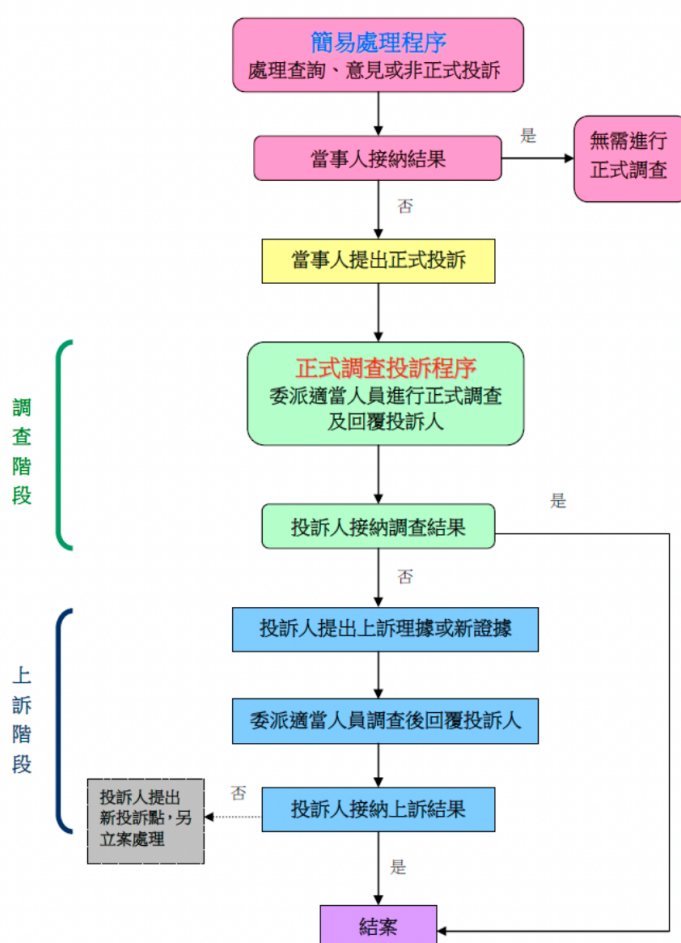 簡易處理程序
處理查詢、意見或非正式投訴
當事人接納結果
是
無需進行
正式調查
否
當事人提出正式投訴
調查階段
正式調查投訴程序
委派適當人員進行正式調查
及回覆投訴人
投訴人接納調查結果
是
否
上訴階段
投訴人提出上訴理據或新證據
委派適當人員調查後回覆投訴人
投訴人接納上訴結果
否
投訴人提出
新投訴點，另
立案處理
是
結案